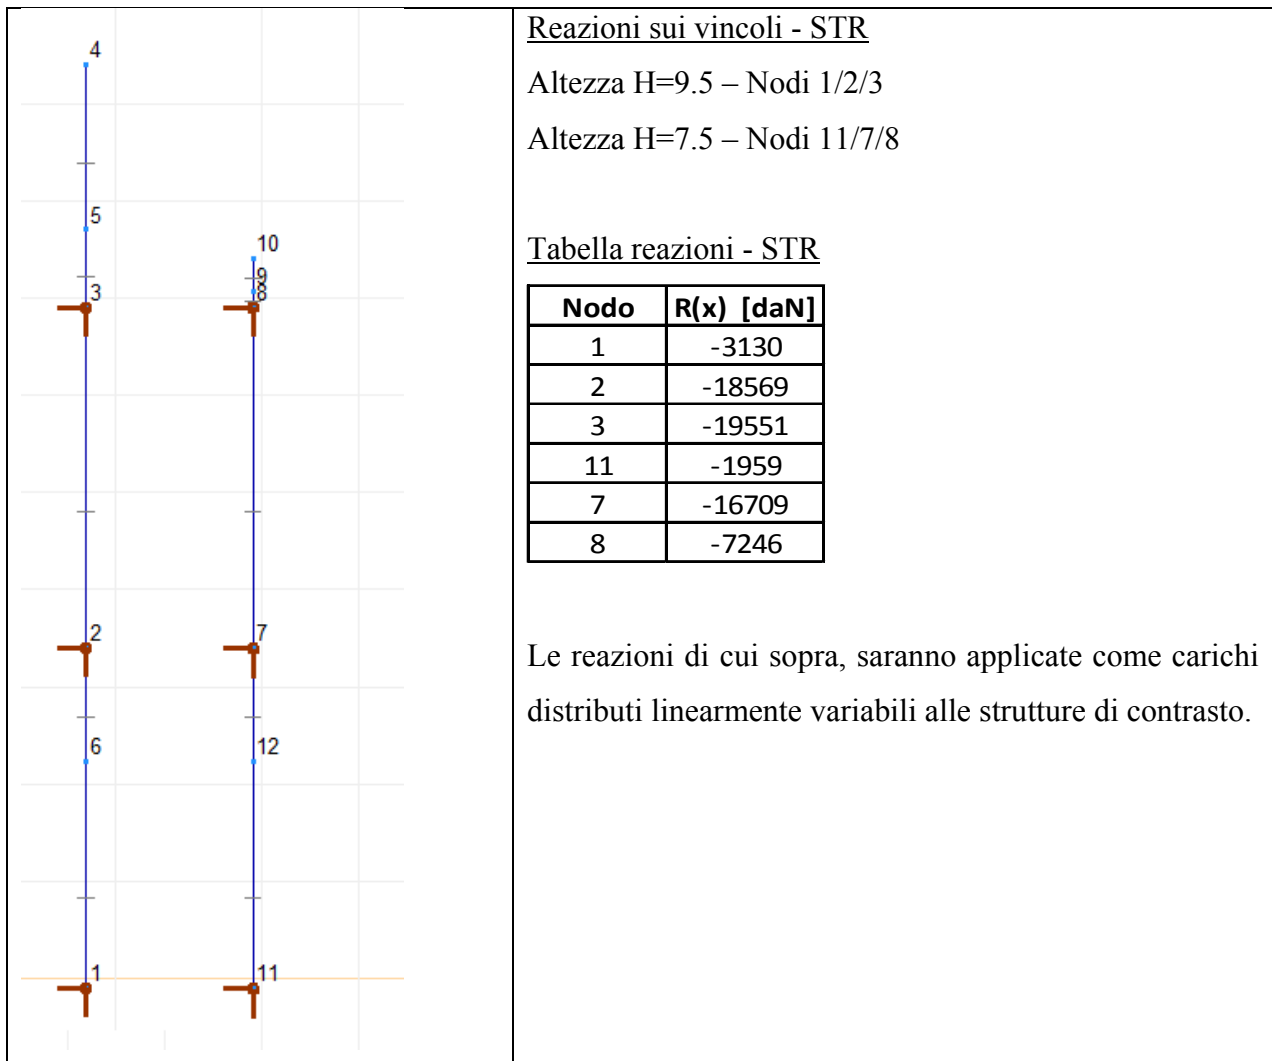 4
5
3
2
6
1
10
9
8
7
12
11
Reazioni sui vincoli - STR
Altezza H=9.5 – Nodi 1/2/3
Altezza H=7.5 – Nodi 11/7/8
Tabella reazioni - STR
Nodo R(x) [daN]
1 -3130
2 -18569
3 -19551
11 -1959
7 -16709
8 -7246
Le reazioni di cui sopra, saranno applicate come carichi
distributi linearmente variabili alle strutture di contrasto.